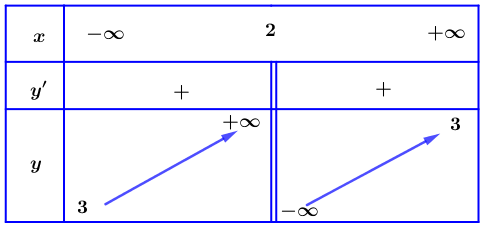 x −∞ 2 +∞
y′ + +
+∞ 3
y
3 −∞